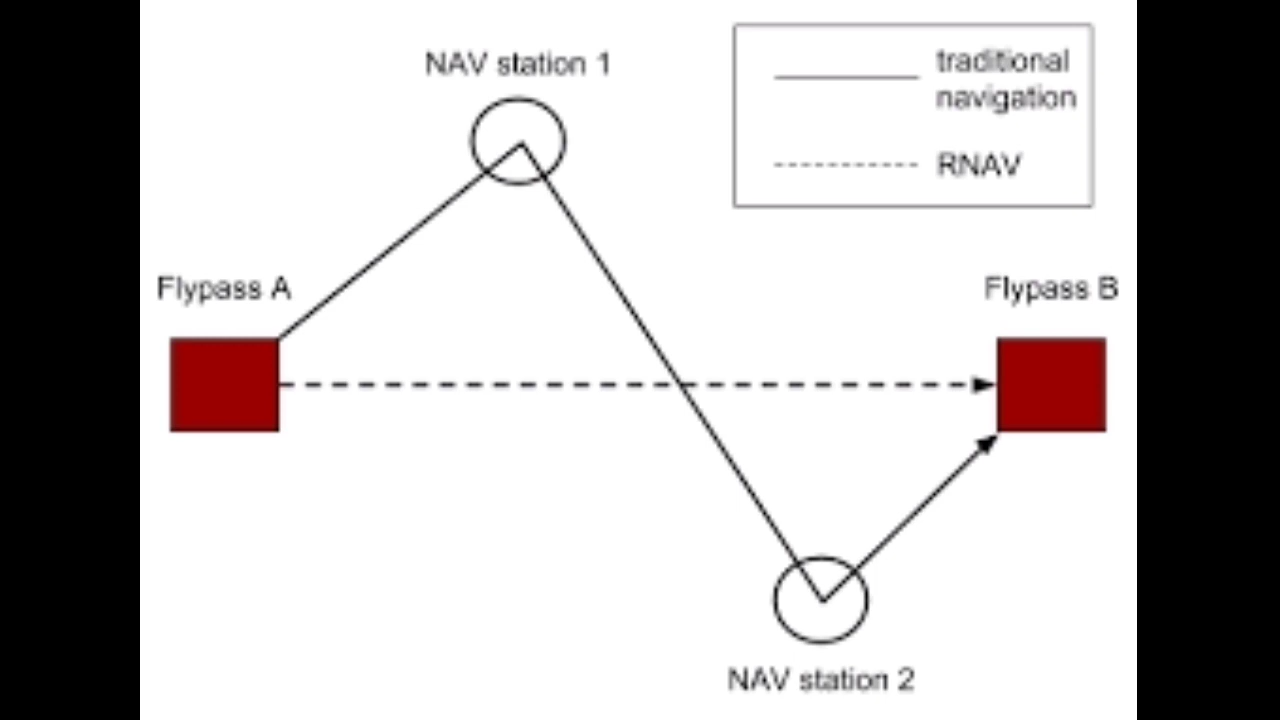 NAV station 1
traditional
navigation
RNAV
Flypass A
Flypass B
NAV station 2